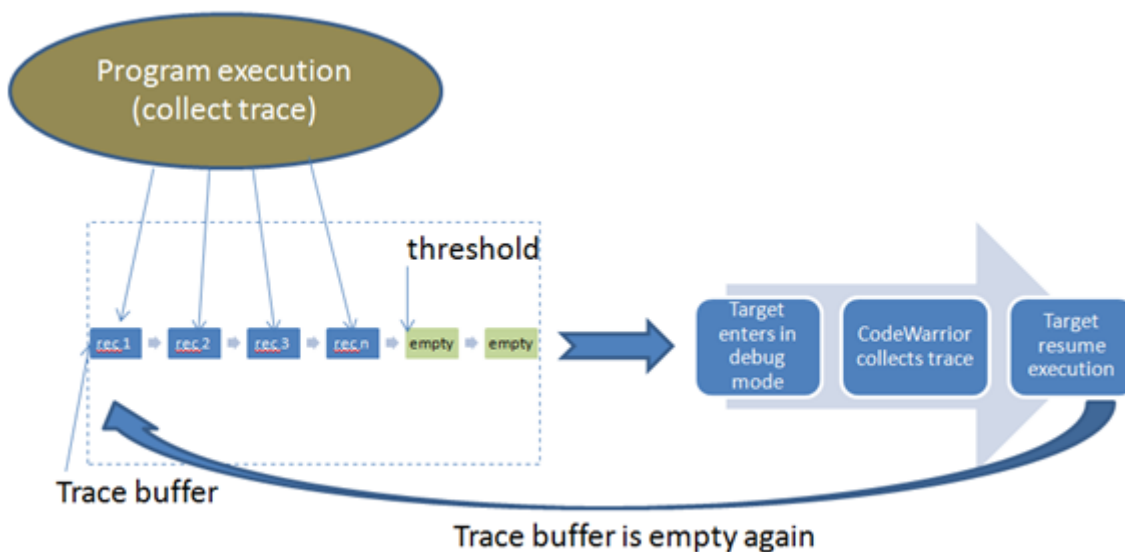 Program execution
(collect trace)
threshold
rec 1
rec 2
rec 3
rec n
empty
empty
Target
enters in
debug
mode
CodeWarrior
collects trace
Target
resume
execution
Trace buffer
Trace buffer is empty again